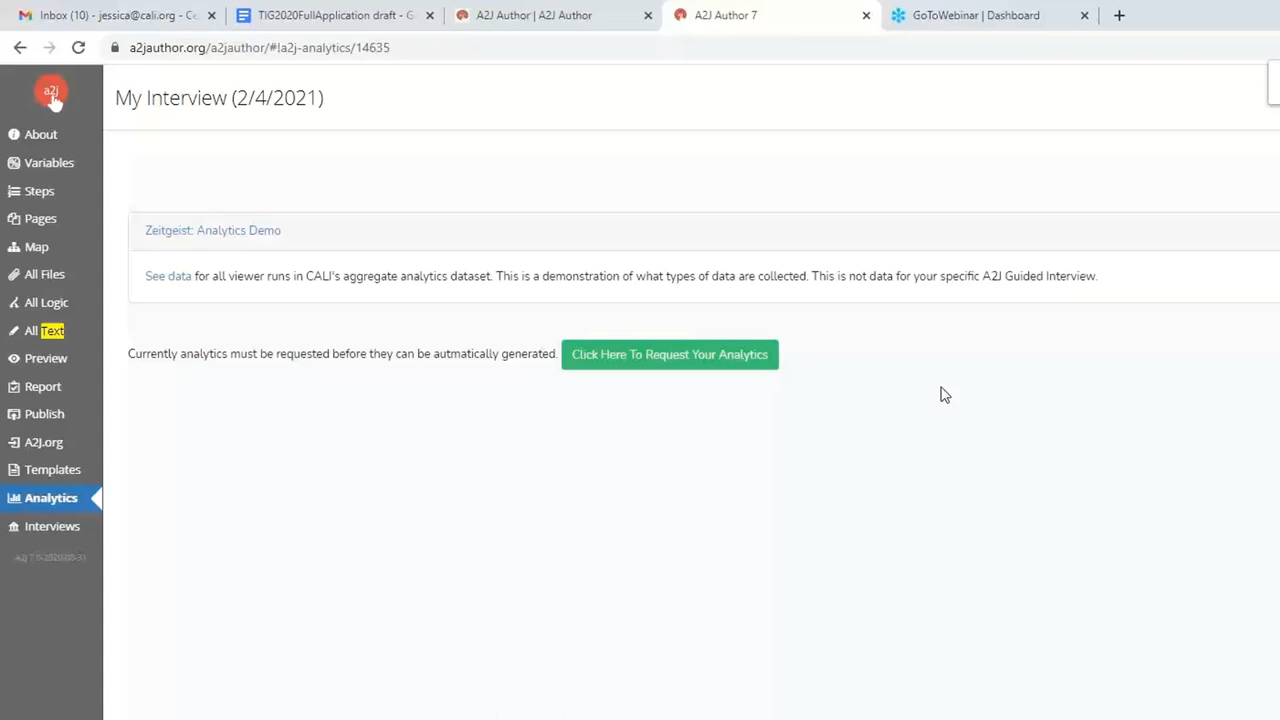 Inbox (10) - jessica@cali.org - Ce
TIG2020FullApplication draft - G
A2J Author | A2J Author
A2J Author 7
GoToWebinar | Dashboard
a2jauthor.org/a2jauthor/#!a2j-analytics/14635
a2j
My Interview (2/4/2021)
About
Variables
Steps
Pages
Map
All Files
All Logic
All Text
Preview
Report
Publish
A2J.org
Templates
Analytics
Interviews
Zeitgeist: Analytics Demo
See data for all viewer runs in CALI's aggregate analytics dataset. This is a demonstration of what types of data are collected. This is not data for your specific A2J Guided Interview.
Currently analytics must be requested before they can be autmatically generated. Click Here To Request Your Analytics